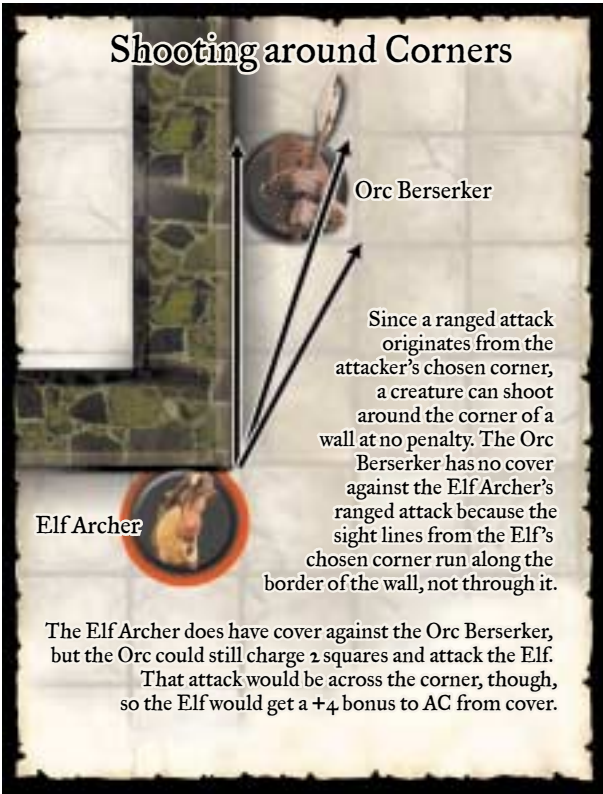 Shooting around Corners
Orc Berserker
Since a ranged attack
originates from the
attacker's chosen corner,
a creature can shoot
around the corner of a
wall at no penalty. The Orc
Berserker has no cover
against the Elf Archer's
ranged attack because the
sight lines from the Elf's
chosen corner run along the
border of the wall, not through it.
Elf Archer
The Elf Archer does have cover against the Orc Berserker,
but the Orc could still charge 2 squares and attack the Elf.
That attack would be across the corner, though,
so the Elf would get a +4 bonus to AC from cover.